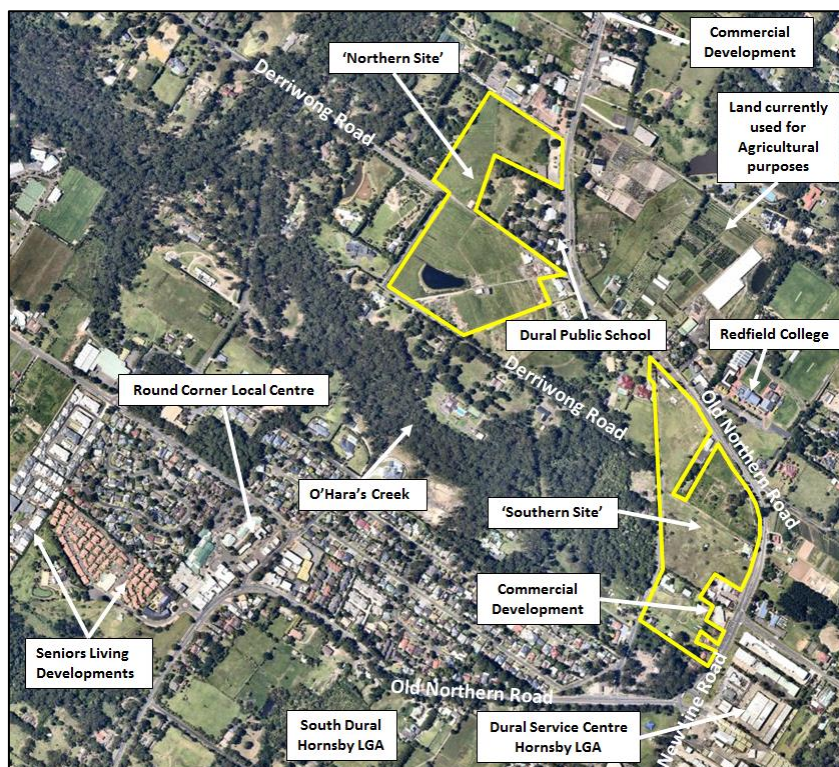 Commercial
Development
'Northern Site'
Derriwong Road
Land currently
used for
Agricultural
purposes
Dural Public School
Redfield College
Round Corner Local Centre
Derriwong Road
Old Northern Road
O'Hara's Creek
'Southern Site'
Commercial
Development
Seniors Living
Developments
Old Northern Road
New Line Road
South Dural
Hornsby LGA
Dural Service Centre
Hornsby LGA